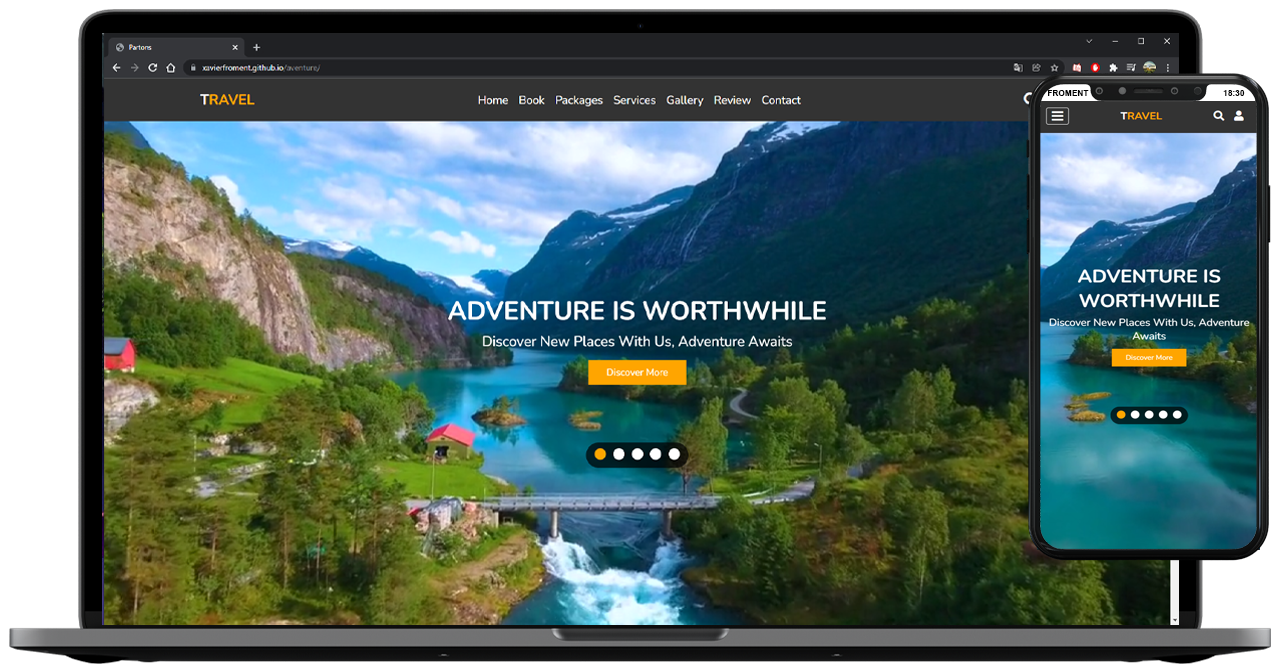 Partons
xavierfroment.github.io/aventure/
TRAVEL
Home Book Packages Services Gallery Review Contact
ADVENTURE IS WORTHWHILE
Discover New Places With Us, Adventure Awaits
Discover More
FROMENT 18:30
TRAVEL
ADVENTURE IS
WORTHWHILE
Discover New Places With Us, Adventure
Awaits
Discover More